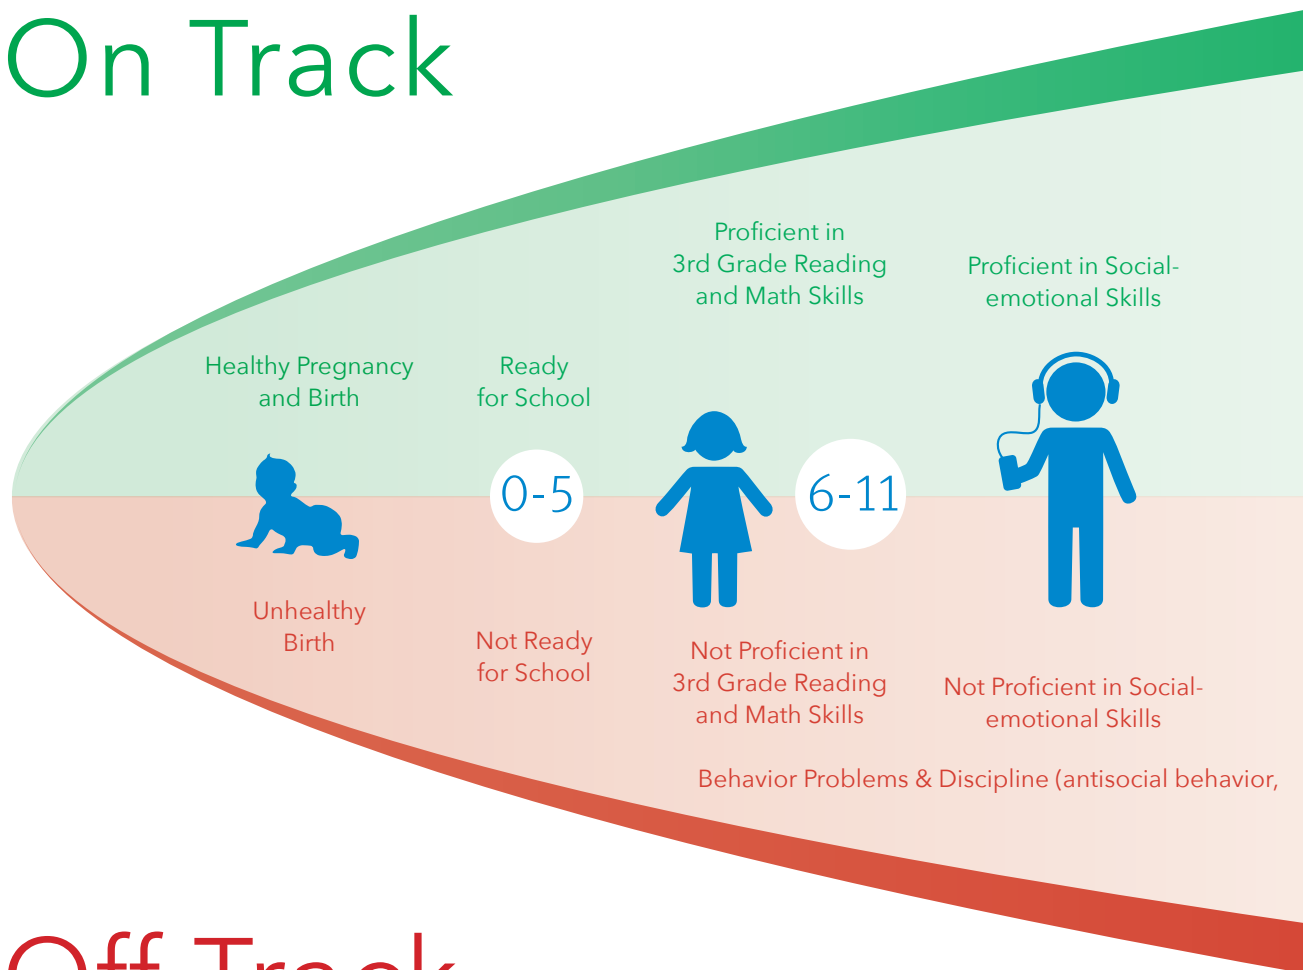 On Track
Proficient in
3rd Grade Reading
and Math Skills
Proficient in Social-
emotional Skills
Healthy Pregnancy
and Birth
Ready
for School
0-5
6-11
Unhealthy
Birth
Not Ready
for School
Not Proficient in
3rd Grade Reading
and Math Skills
Not Proficient in Social-
emotional Skills
Behavior Problems & Discipline (antisocial behavior,
Off Track